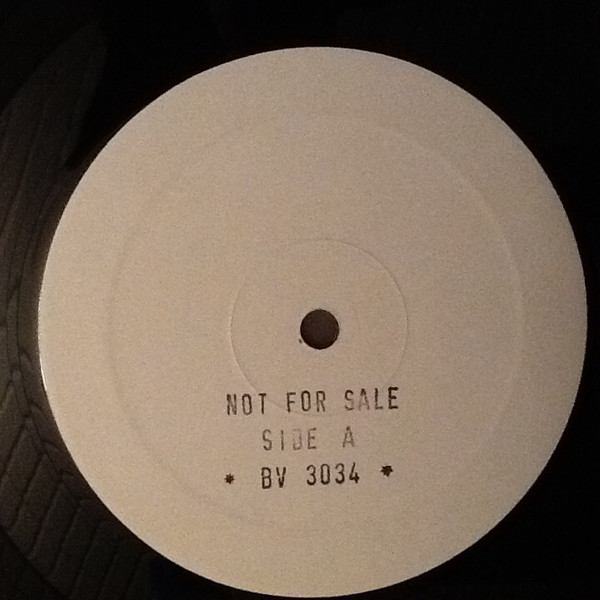 NOT FOR SALE
SIDE A
* BV 3034 *